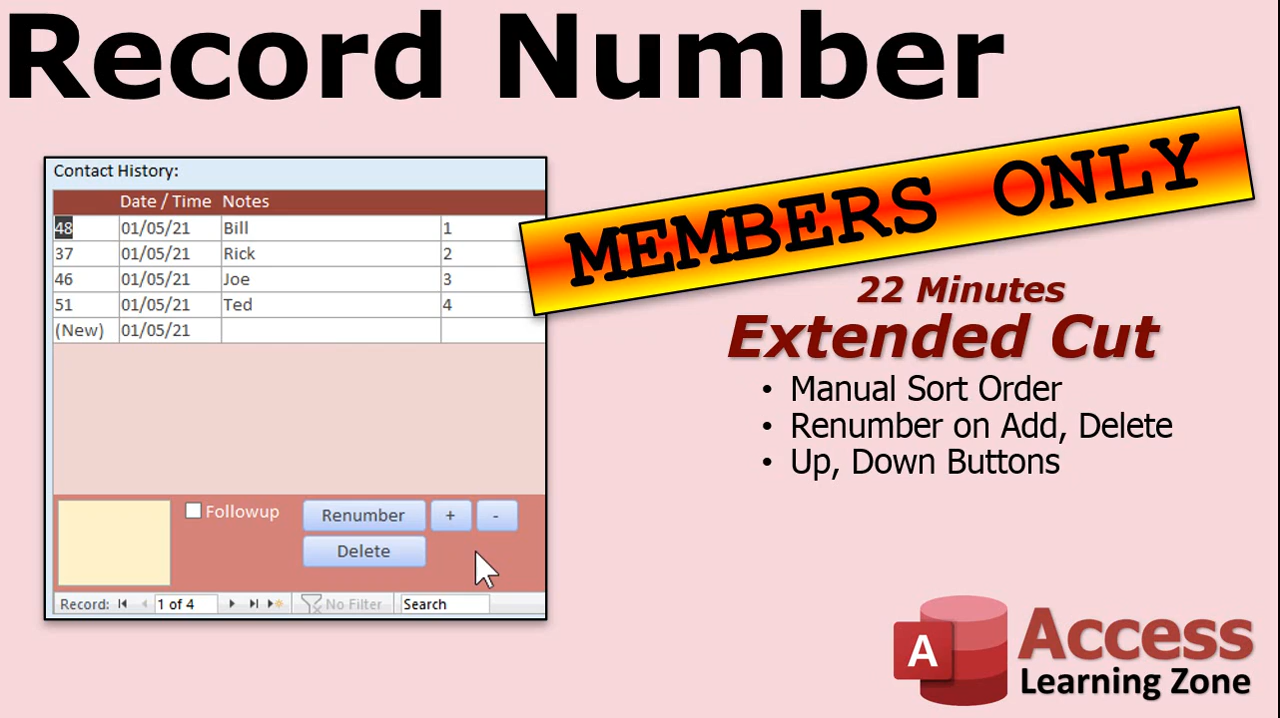 Record Number
MEMBERS ONLY
Contact History:
Date / Time Notes
48 01/05/21 Bill 1
37 01/05/21 Rick 2
46 01/05/21 Joe 3
51 01/05/21 Ted 4
(New) 01/05/21
Followup Renumber + -
Delete
Record: 1 of 4 No Filter Search
22 Minutes
Extended Cut
• Manual Sort Order
• Renumber on Add, Delete
• Up, Down Buttons
A Access
Learning Zone